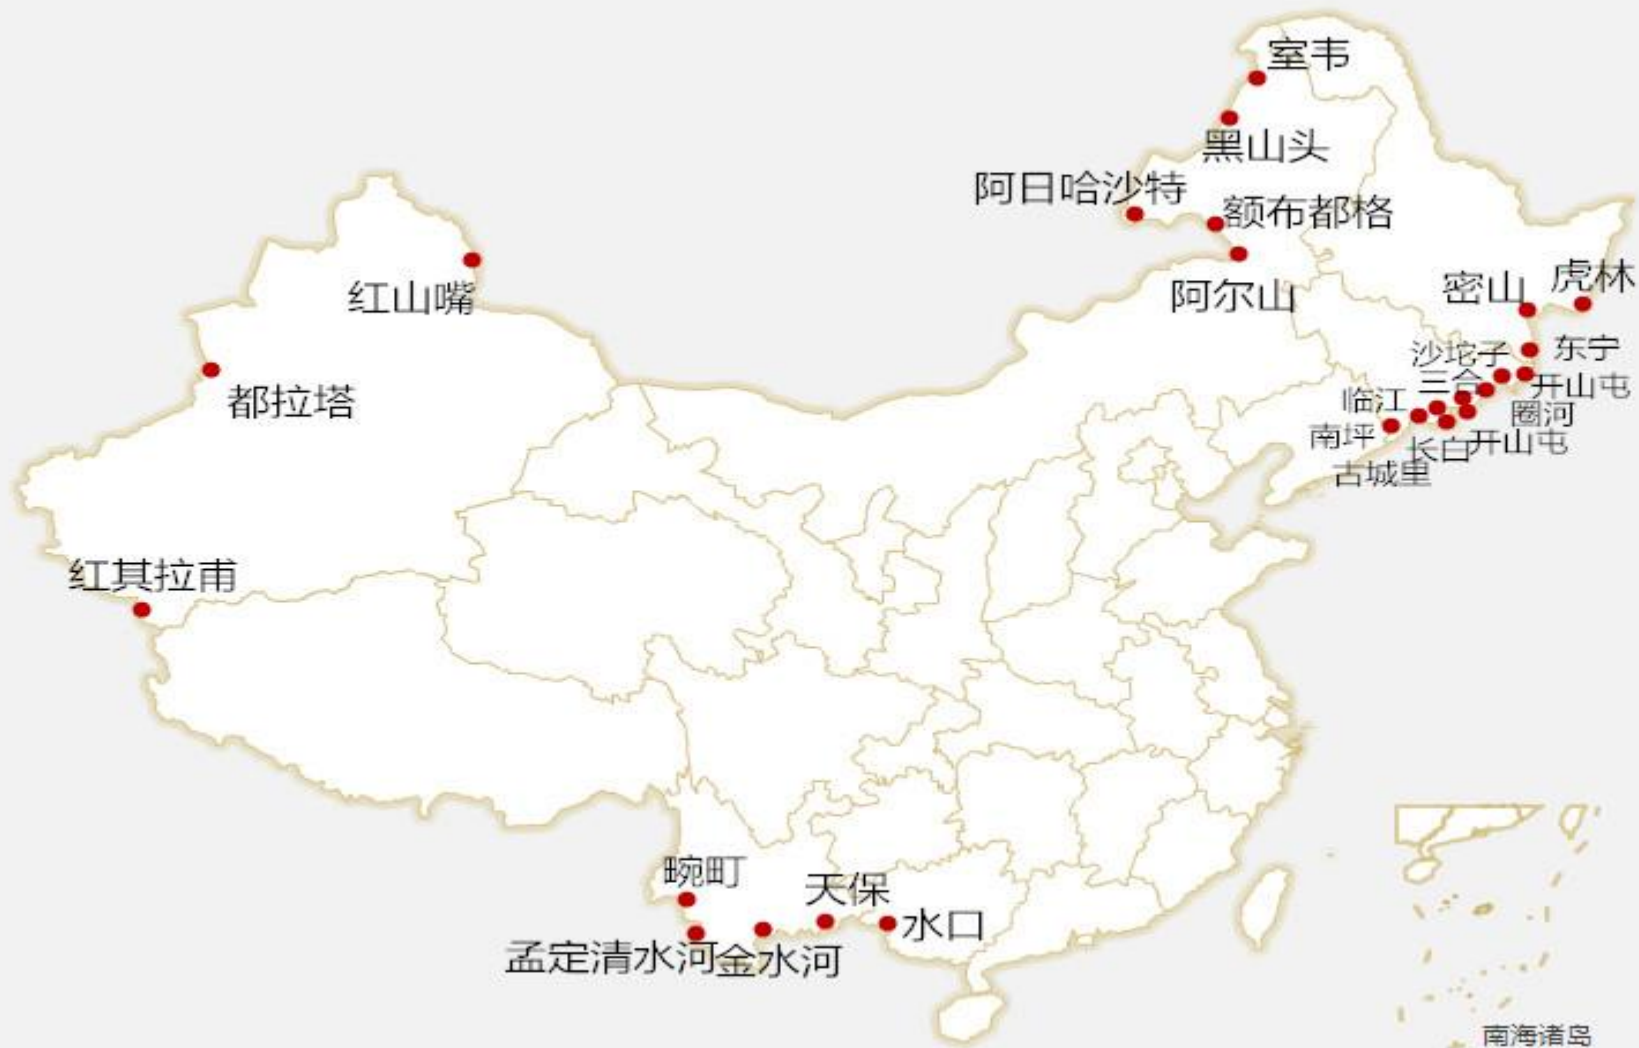 室韦
黑山头
阿日哈沙特
额布都格
红山嘴
阿尔山
密山
虎林
都拉塔
沙坨子
东宁
三合
开山屯
临江
圈河
南坪
长白
开山屯
古城里
红其拉甫
畹町
天保
水口
孟定清水河
金水河
南海诸岛